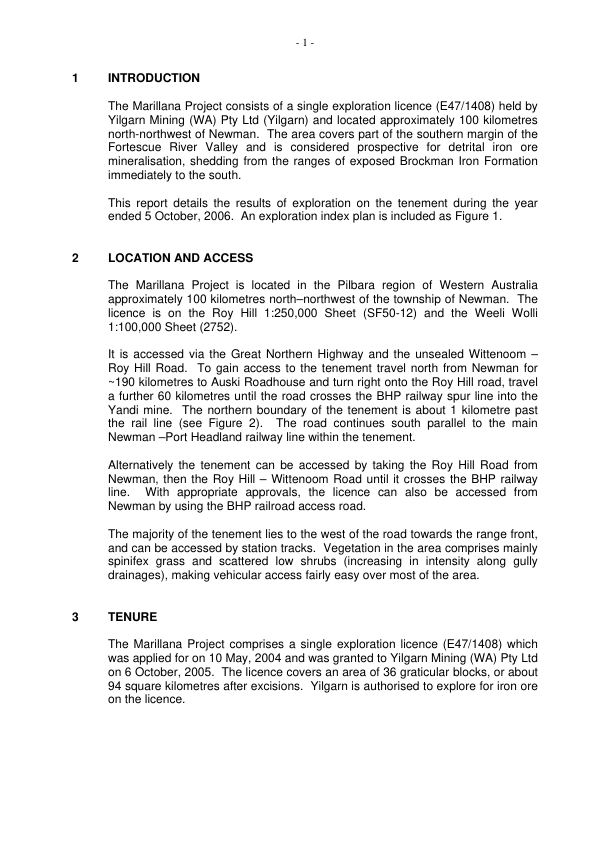 - 1 -
1 INTRODUCTION
The Marillana Project consists of a single exploration licence (E47/1408) held by
Yilgarn Mining (WA) Pty Ltd (Yilgarn) and located approximately 100 kilometres
north-northwest of Newman. The area covers part of the southern margin of the
Fortescue River Valley and is considered prospective for detrital iron ore
mineralisation, shedding from the ranges of exposed Brockman Iron Formation
immediately to the south.
This report details the results of exploration on the tenement during the year
ended 5 October, 2006. An exploration index plan is included as Figure 1.
2 LOCATION AND ACCESS
The Marillana Project is located in the Pilbara region of Western Australia
approximately 100 kilometres north–northwest of the township of Newman. The
licence is on the Roy Hill 1:250,000 Sheet (SF50-12) and the Weeli Wolli
1:100,000 Sheet (2752).
It is accessed via the Great Northern Highway and the unsealed Wittenoom –
Roy Hill Road. To gain access to the tenement travel north from Newman for
~190 kilometres to Auski Roadhouse and turn right onto the Roy Hill road, travel
a further 60 kilometres until the road crosses the BHP railway spur line into the
Yandi mine. The northern boundary of the tenement is about 1 kilometre past
the rail line (see Figure 2). The road continues south parallel to the main
Newman –Port Headland railway line within the tenement.
Alternatively the tenement can be accessed by taking the Roy Hill Road from
Newman, then the Roy Hill – Wittenoom Road until it crosses the BHP railway
line. With appropriate approvals, the licence can also be accessed from
Newman by using the BHP railroad access road.
The majority of the tenement lies to the west of the road towards the range front,
and can be accessed by station tracks. Vegetation in the area comprises mainly
spinifex grass and scattered low shrubs (increasing in intensity along gully
drainages), making vehicular access fairly easy over most of the area.
3 TENURE
The Marillana Project comprises a single exploration licence (E47/1408) which
was applied for on 10 May, 2004 and was granted to Yilgarn Mining (WA) Pty Ltd
on 6 October, 2005. The licence covers an area of 36 graticular blocks, or about
94 square kilometres after excisions. Yilgarn is authorised to explore for iron ore
on the licence.